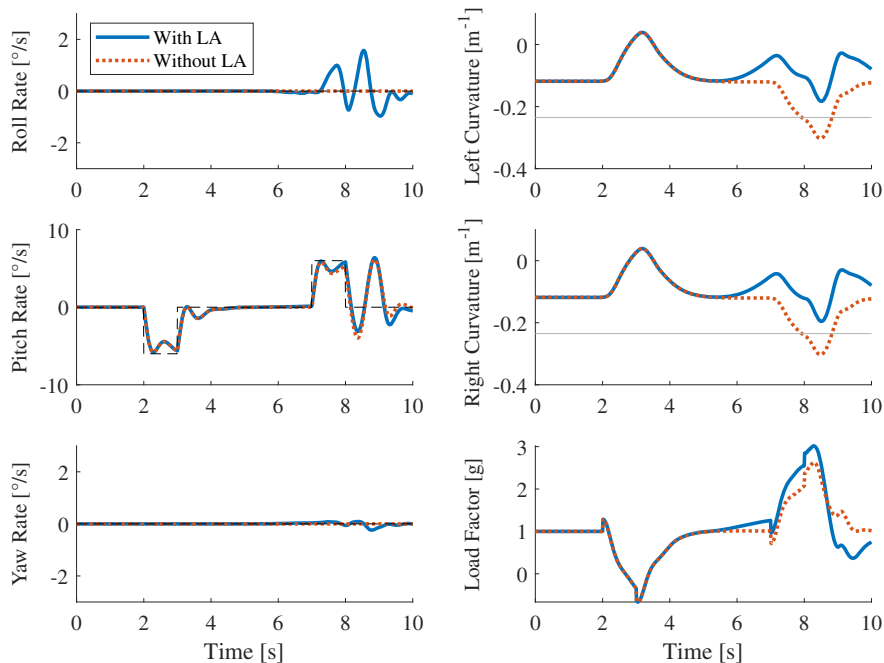 Roll Rate [°/s]
2
0
-2
With LA
Without LA
0 2 4 6 8 10
Left Curvature [m⁻¹]
0
-0.2
-0.4
0 2 4 6 8 10
Pitch Rate [°/s]
10
0
-10
0 2 4 6 8 10
Right Curvature [m⁻¹]
0
-0.2
-0.4
0 2 4 6 8 10
Yaw Rate [°/s]
2
0
-2
0 2 4 6 8 10
Time [s]
Load Factor [g]
3
2
1
0
0 2 4 6 8 10
Time [s]